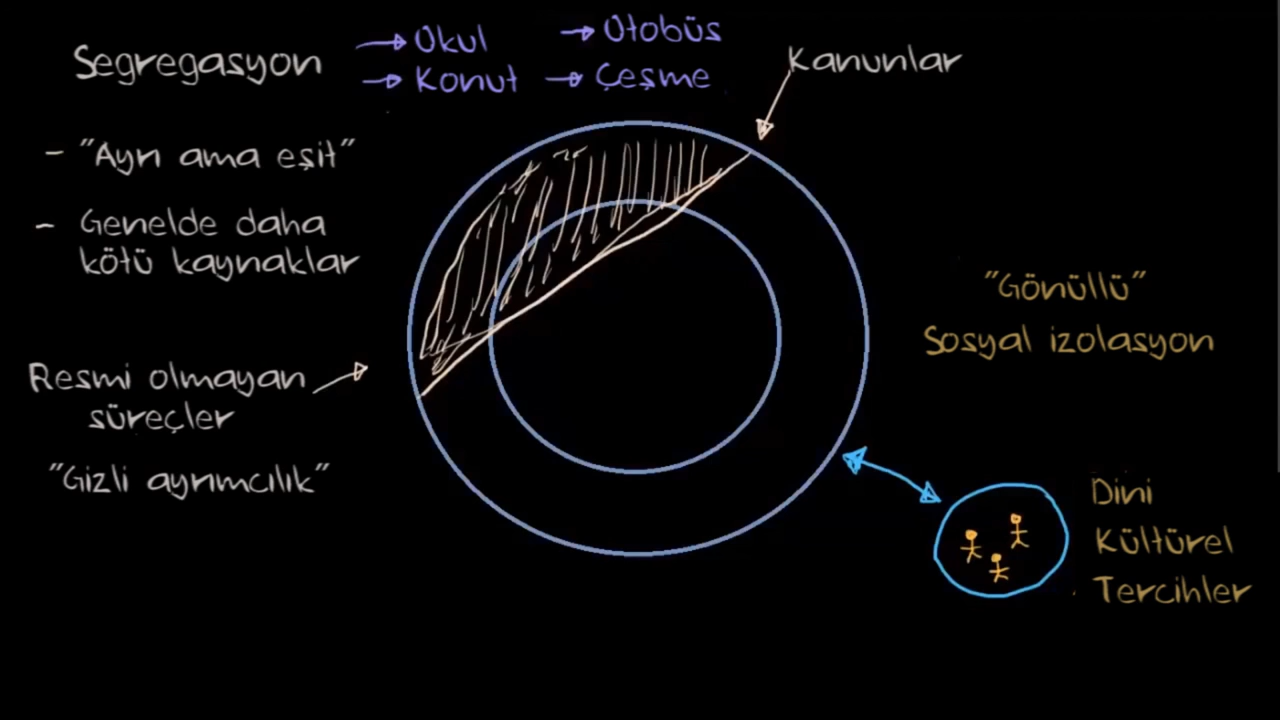 Segregasyon → Okul → Otobüs
→ Konut → Çeşme
Kanunlar
- "Ayrı ama eşit"
- Genelde daha
kötü kaynaklar
"Gönüllü"
Sosyal izolasyon
Resmi olmayan
süreçler
"Gizli ayrımcılık"
Dini
Kültürel
Tercihler